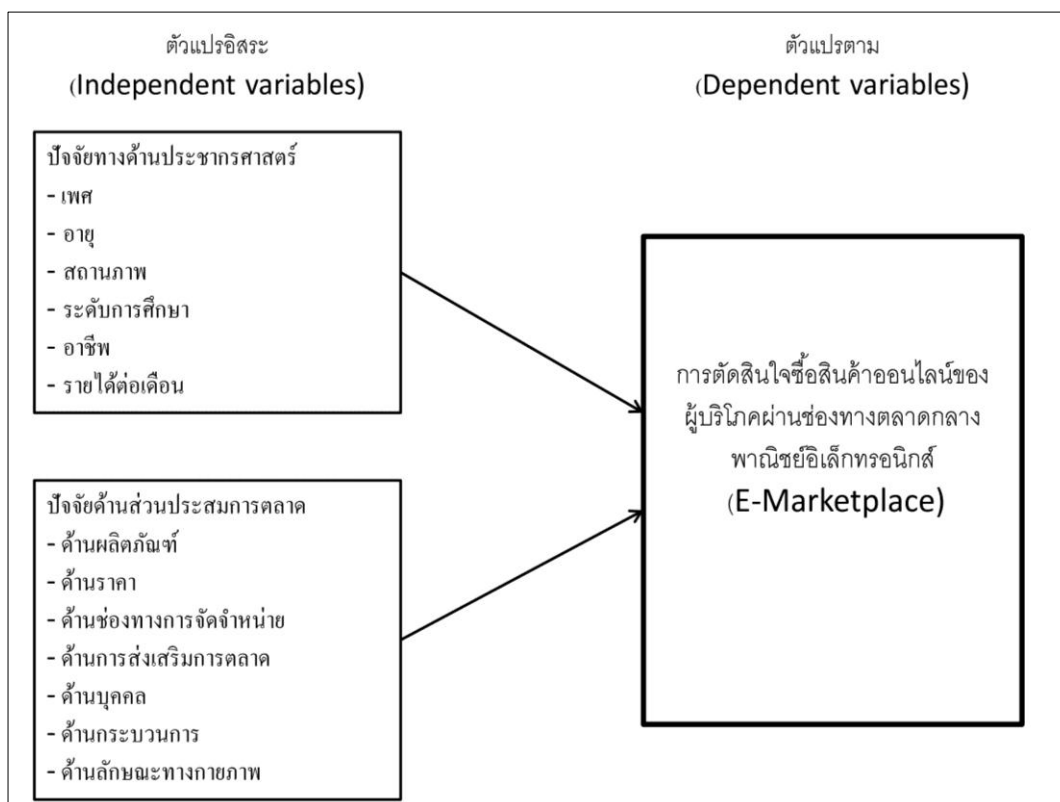 ตัวแปรอิสระ
(Independent variables)
ปัจจัยทางด้านประชากรศาสตร์
- เพศ
- อายุ
- สถานภาพ
- ระดับการศึกษา
- อาชีพ
- รายได้ต่อเดือน
ปัจจัยด้านส่วนประสมการตลาด
- ด้านผลิตภัณฑ์
- ด้านราคา
- ด้านช่องทางการจัดจำหน่าย
- ด้านการส่งเสริมการตลาด
- ด้านบุคคล
- ด้านกระบวนการ
- ด้านลักษณะทางกายภาพ
ตัวแปรตาม
(Dependent variables)
การตัดสินใจซื้อสินค้าออนไลน์ของ
ผู้บริโภคผ่านช่องทางตลาดกลาง
พาณิชย์อิเล็กทรอนิกส์
(E-Marketplace)